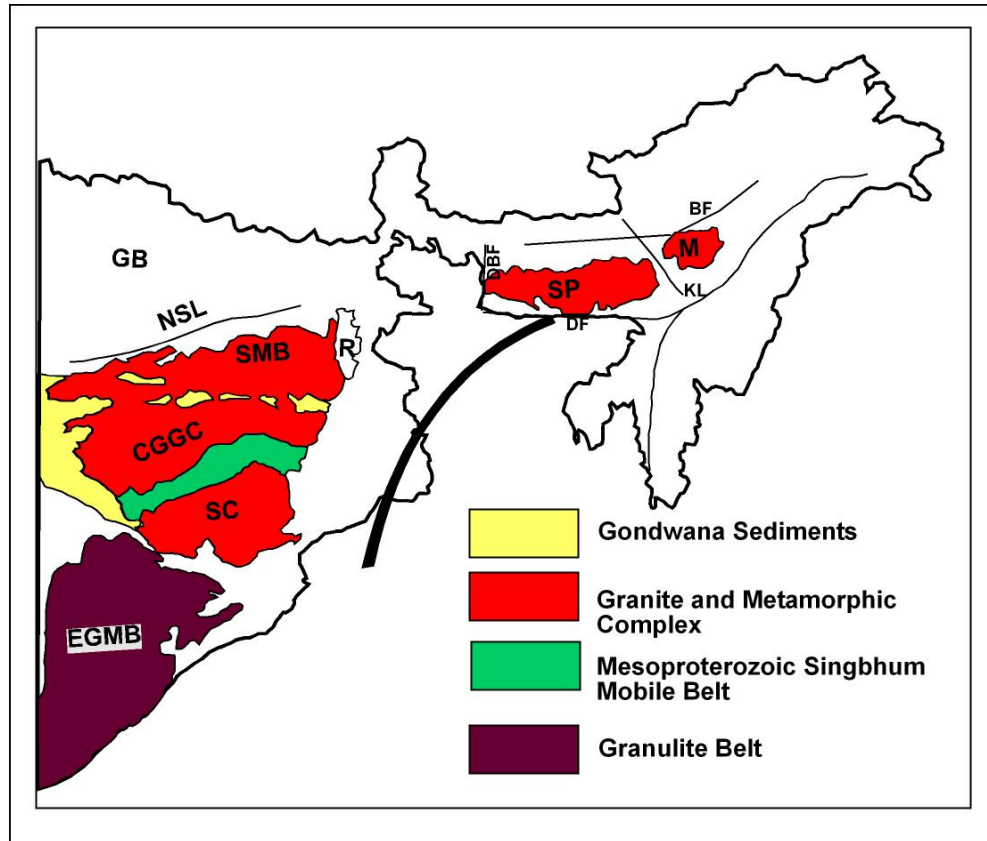 BF
GB
DBF
M
SP
KL
NSL
DF
SMB
R
CGGC
SC
EGMB
Gondwana Sediments
Granite and Metamorphic
Complex
Mesoproterozoic Singbhum
Mobile Belt
Granulite Belt